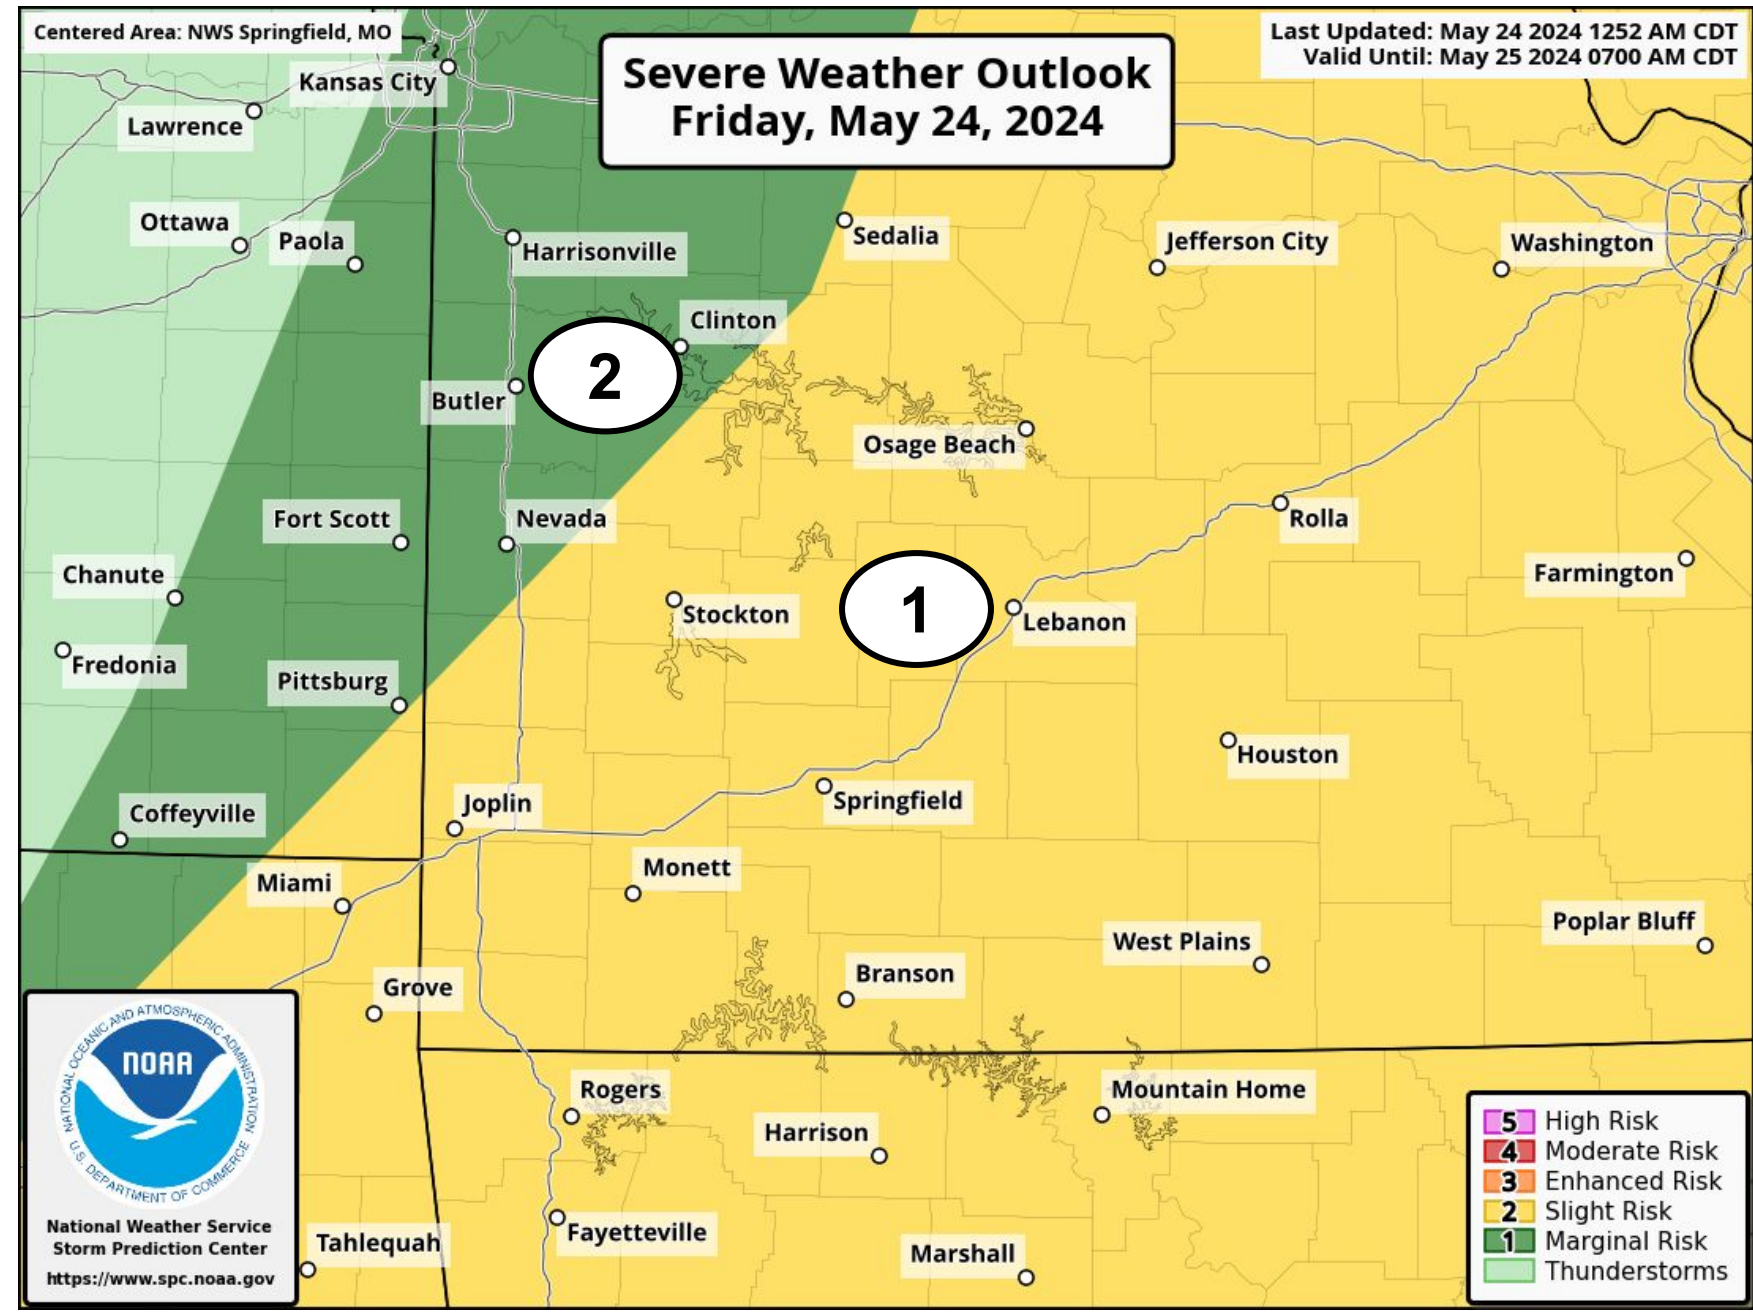 Centered Area: NWS Springfield, MO
Last Updated: May 24 2024 1252 AM CDT
Valid Until: May 25 2024 0700 AM CDT
Severe Weather Outlook
Friday, May 24, 2024
Kansas City
Lawrence
Ottawa
Paola
Harrisonville
Sedalia
Jefferson City
Washington
Clinton
2
Butler
Osage Beach
Fort Scott
Nevada
Rolla
Chanute
Farmington
Stockton
1
Lebanon
Fredonia
Pittsburg
Houston
Coffeyville
Joplin
Springfield
Miami
Monett
Poplar Bluff
West Plains
Grove
Branson
Rogers
Mountain Home
Harrison
Tahlequah
Fayetteville
Marshall
NATIONAL OCEANIC AND ATMOSPHERIC ADMINISTRATION
NOAA
U.S. DEPARTMENT OF COMMERCE
National Weather Service
Storm Prediction Center
https://www.spc.noaa.gov
5 High Risk
4 Moderate Risk
3 Enhanced Risk
2 Slight Risk
1 Marginal Risk
Thunderstorms